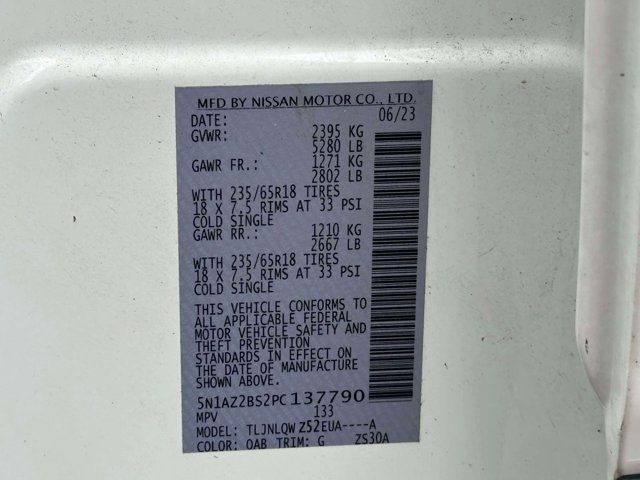 MFD BY NISSAN MOTOR CO., LTD.
DATE: 06/23
GVWR: 2395 KG
5280 LB
GAWR FR.: 1271 KG
2802 LB
WITH 235/65R18 TIRES
18 X 7.5 RIMS AT 33 PSI
COLD SINGLE
GAWR RR.: 1210 KG
2667 LB
WITH 235/65R18 TIRES
18 X 7.5 RIMS AT 33 PSI
COLD SINGLE
THIS VEHICLE CONFORMS TO
ALL APPLICABLE FEDERAL
MOTOR VEHICLE SAFETY AND
THEFT PREVENTION
STANDARDS IN EFFECT ON
THE DATE OF MANUFACTURE
SHOWN ABOVE.
5N1AZ2BS2PC137790
MPV 133
MODEL: TLJNLQW Z52EUA----A
COLOR: QAB TRIM: G ZS30A